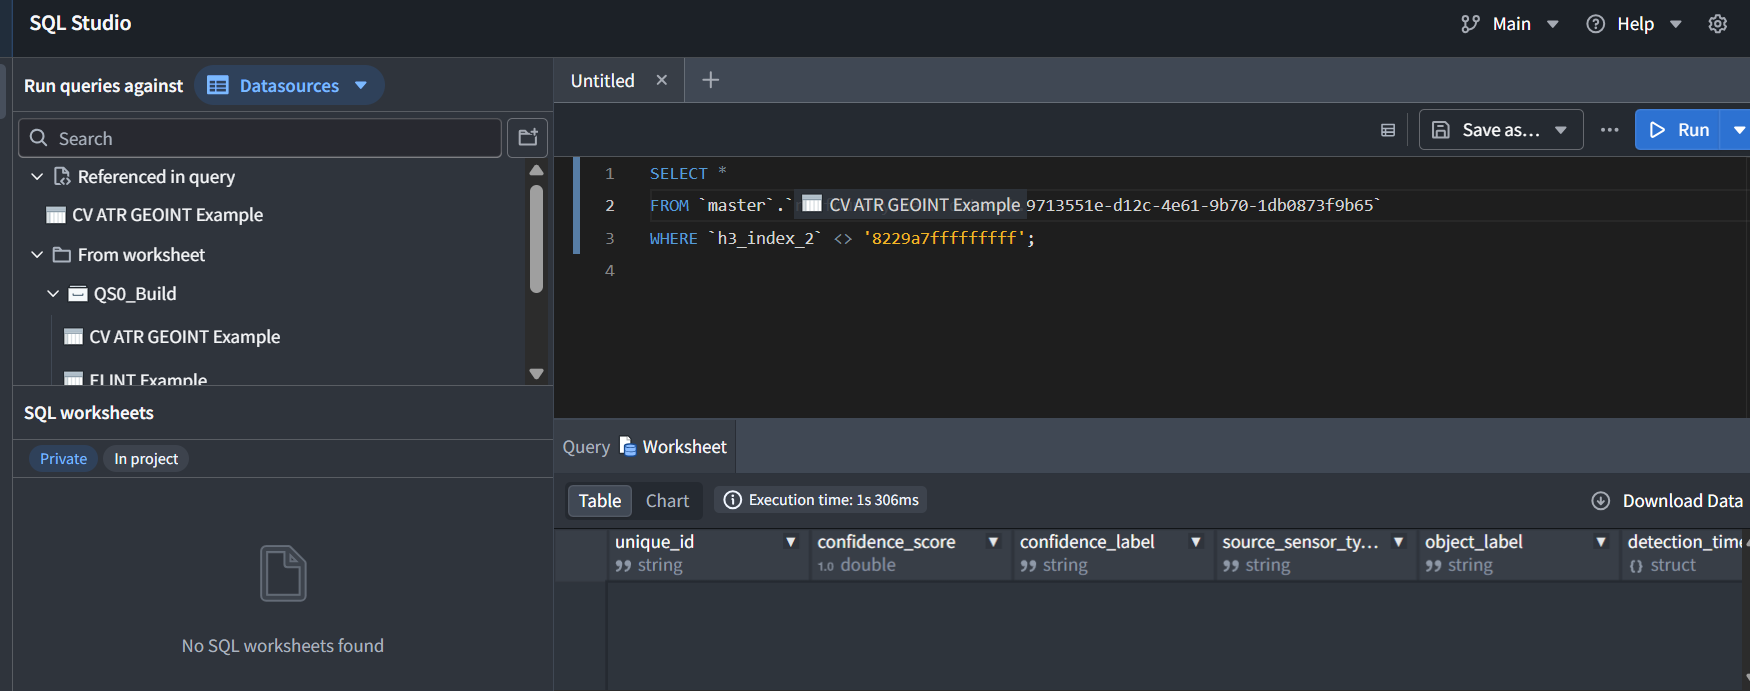 SQL Studio
Main
Help
Run queries against
Datasources
Search
Referenced in query
CV ATR GEOINT Example
From worksheet
QS0_Build
CV ATR GEOINT Example
ELINT Example
SQL worksheets
Private
In project
No SQL worksheets found
Untitled
Save as...
Run
1 SELECT *
2 FROM `master`.` CV ATR GEOINT Example 9713551e-d12c-4e61-9b70-1db0873f9b65`
3 WHERE `h3_index_2` <> '8229a7fffffffff';
4
Query Worksheet
Table Chart Execution time: 1s 306ms
Download Data
unique_id confidence_score confidence_label source_sensor_ty... object_label detection_time
string 1.0 double string string string {} struct